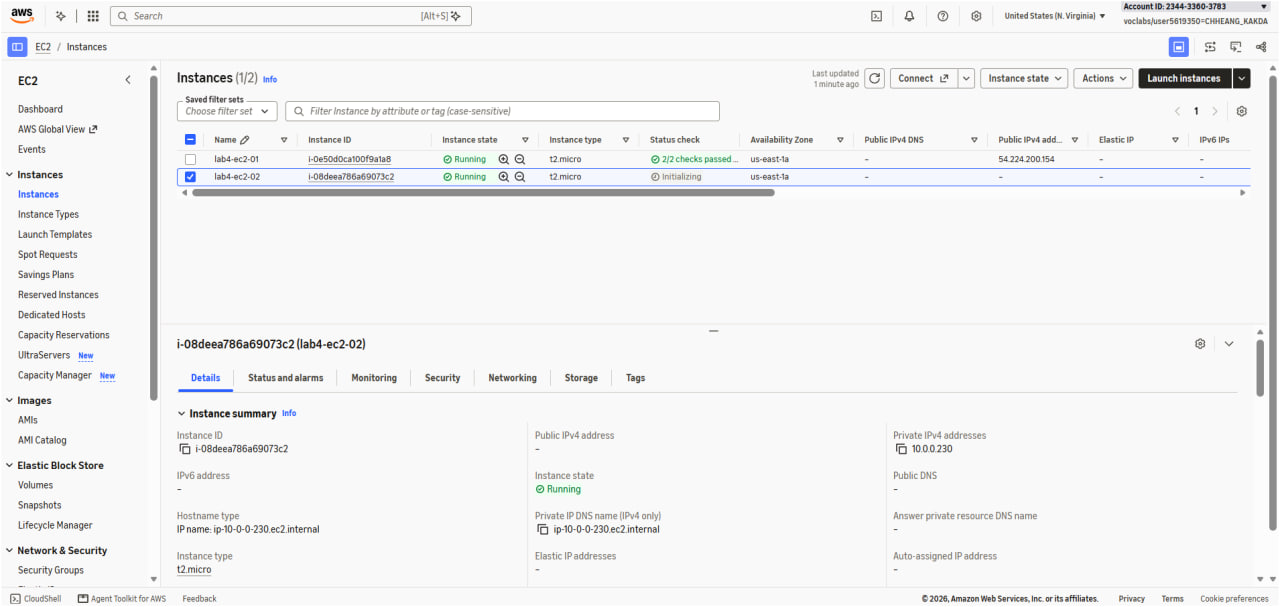 aws
Search
[Alt+S]
United States (N. Virginia)
Account ID: 2344-3360-3783
voclabs/user5619350=CHHEANG_KAKDA
EC2 / Instances
EC2
Dashboard
AWS Global View
Events
Instances
Instances
Instance Types
Launch Templates
Spot Requests
Savings Plans
Reserved Instances
Dedicated Hosts
Capacity Reservations
UltraServers New
Capacity Manager New
Images
AMIs
AMI Catalog
Elastic Block Store
Volumes
Snapshots
Lifecycle Manager
Network & Security
Security Groups
Instances (1/2) Info
Last updated
1 minute ago
Connect
Instance state
Actions
Launch instances
Saved filter sets
Choose filter set
Filter Instance by attribute or tag (case-sensitive)
1
Name Instance ID Instance state Instance type Status check Availability Zone Public IPv4 DNS Public IPv4 add... Elastic IP IPv6 IPs
lab4-ec2-01 i-0e50d0ca100f9a1a8 Running t2.micro 2/2 checks passed ... us-east-1a – 54.224.200.154 – –
lab4-ec2-02 i-08deea786a69073c2 Running t2.micro Initializing us-east-1a – – – –
i-08deea786a69073c2 (lab4-ec2-02)
Details Status and alarms Monitoring Security Networking Storage Tags
Instance summary Info
Instance ID
i-08deea786a69073c2
Public IPv4 address
–
Private IPv4 addresses
10.0.0.230
IPv6 address
–
Instance state
Running
Public DNS
–
Hostname type
IP name: ip-10-0-0-230.ec2.internal
Private IP DNS name (IPv4 only)
ip-10-0-0-230.ec2.internal
Answer private resource DNS name
–
Instance type
t2.micro
Elastic IP addresses
–
Auto-assigned IP address
–
CloudShell
Agent Toolkit for AWS
Feedback
© 2026, Amazon Web Services, Inc. or its affiliates.
Privacy
Terms
Cookie preferences